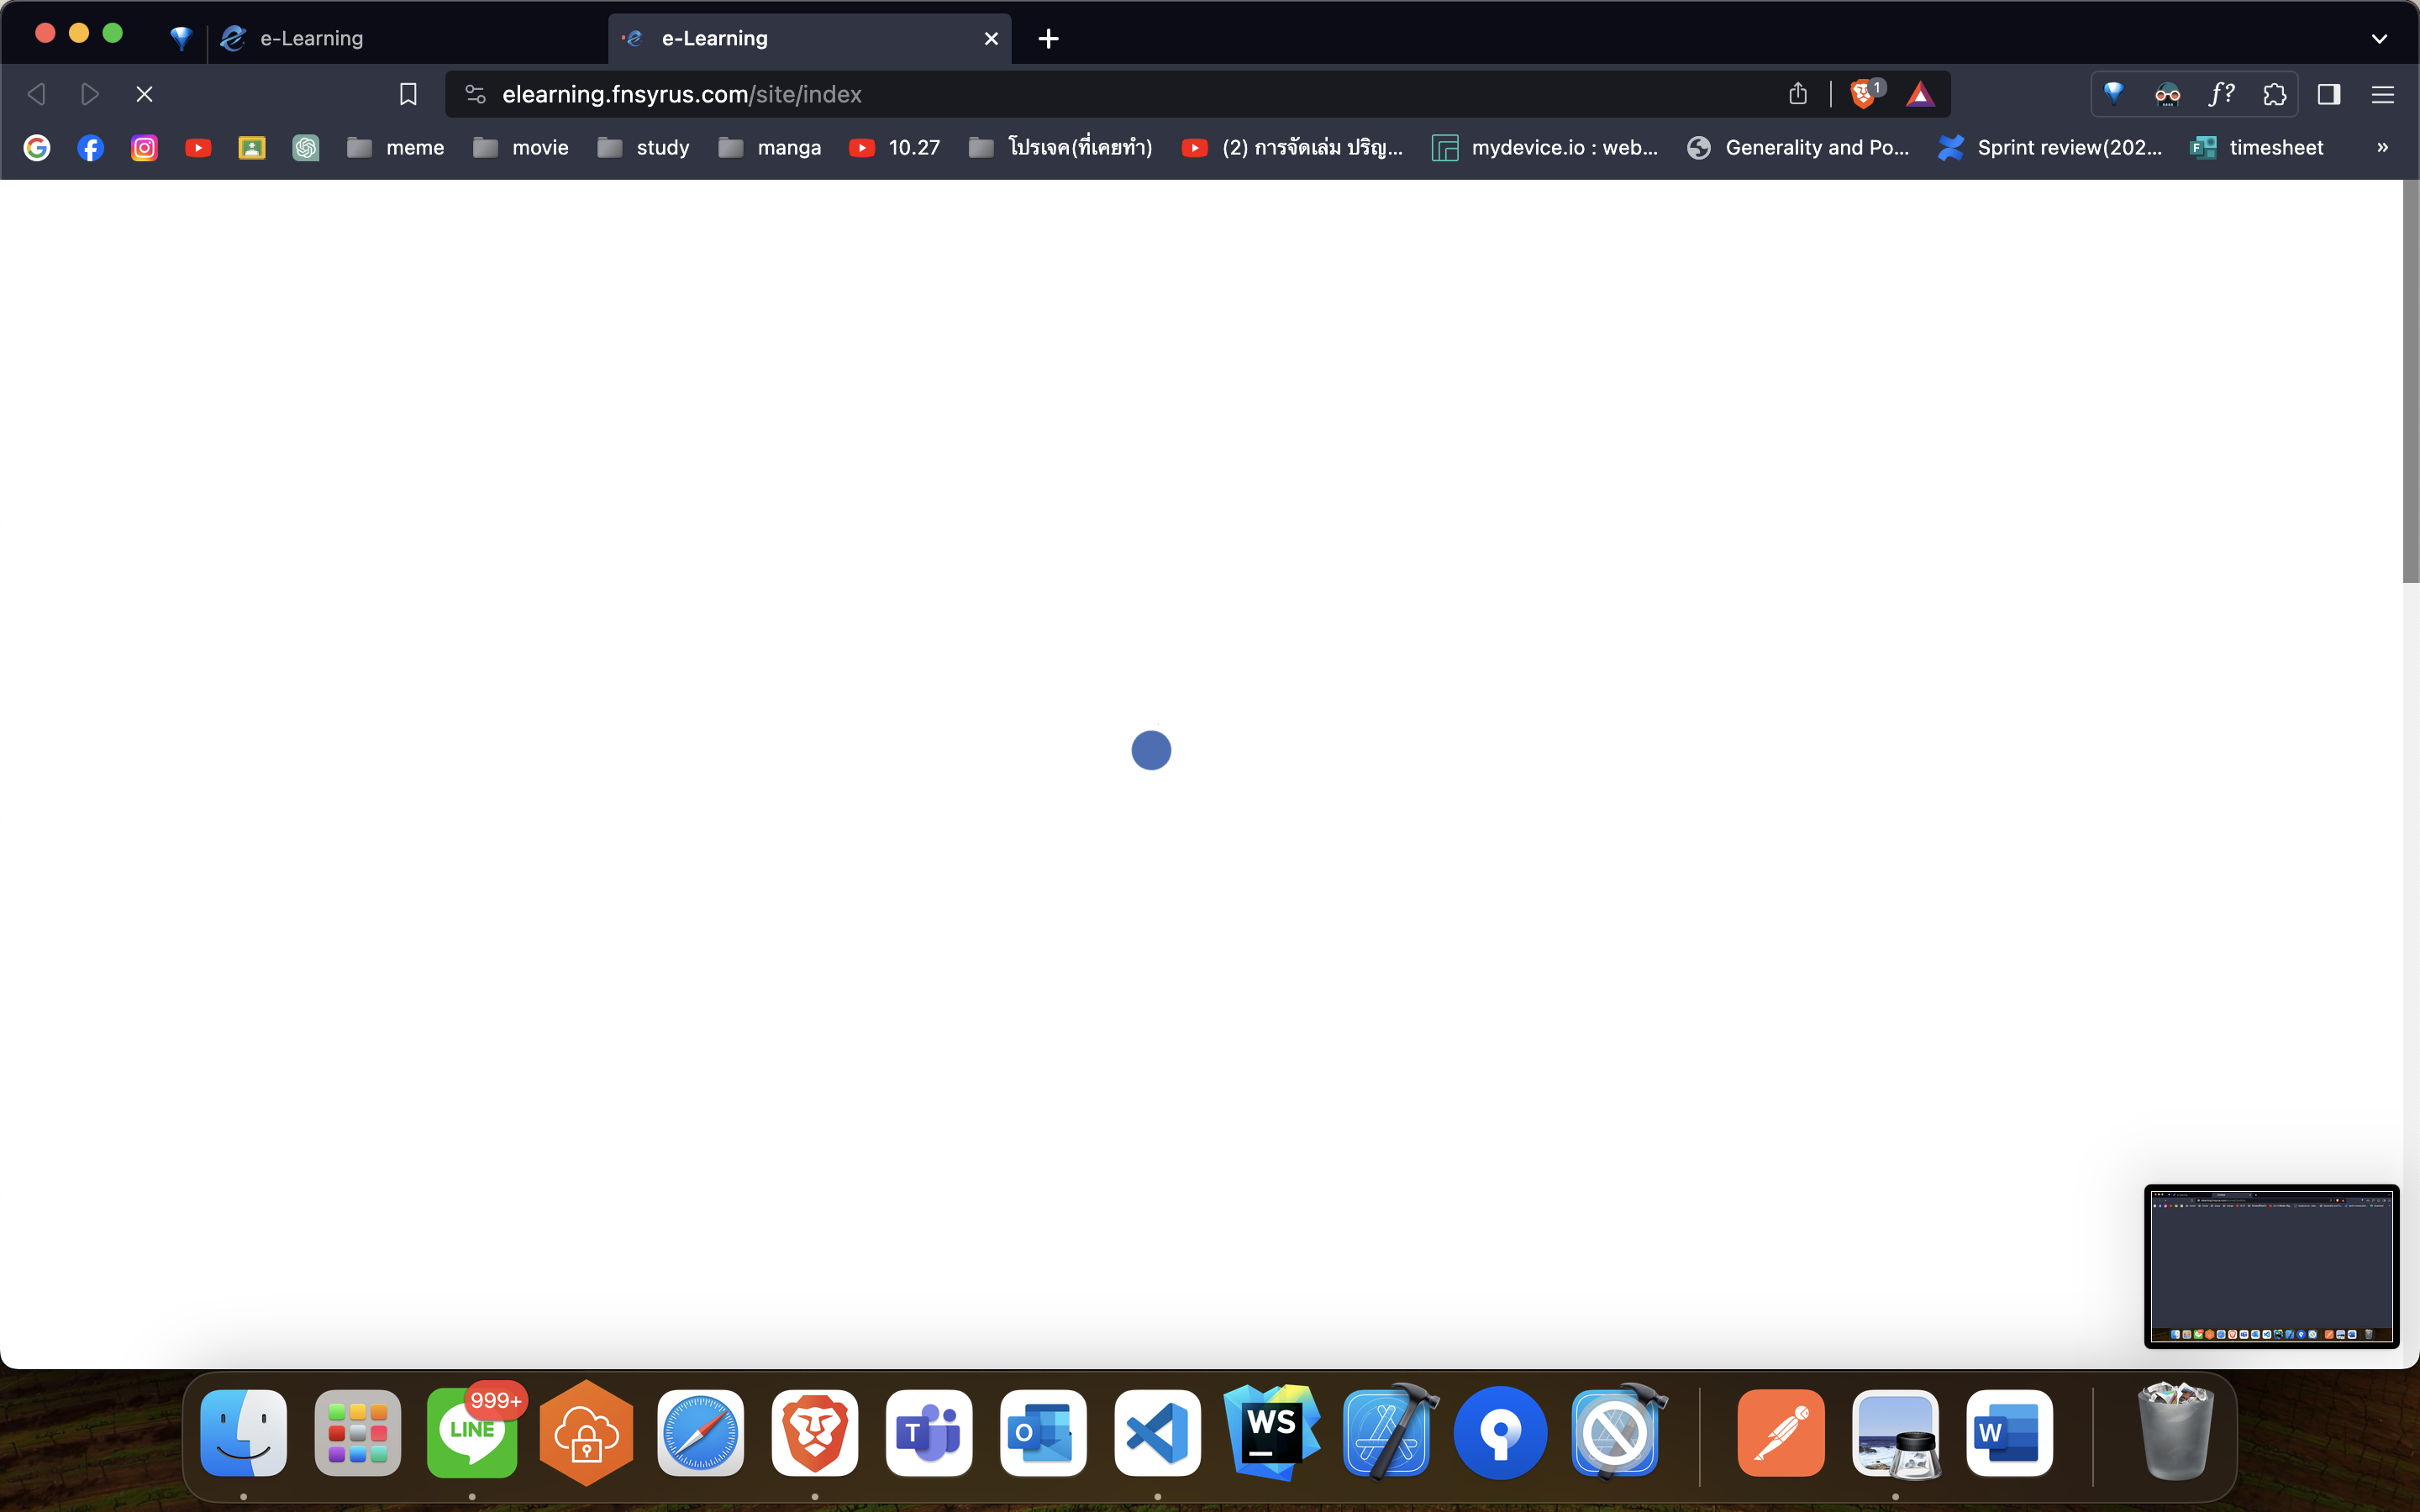 e-Learning
e-Learning
elearning.fnsyrus.com/site/index
1
f?
meme
movie
study
manga
10.27
โปรเจค(ที่เคยทำ)
(2) การจัดเล่ม ปริญ...
mydevice.io : web...
Generality and Po...
Sprint review(202...
timesheet
»
999+
LINE
T
O
WS
W